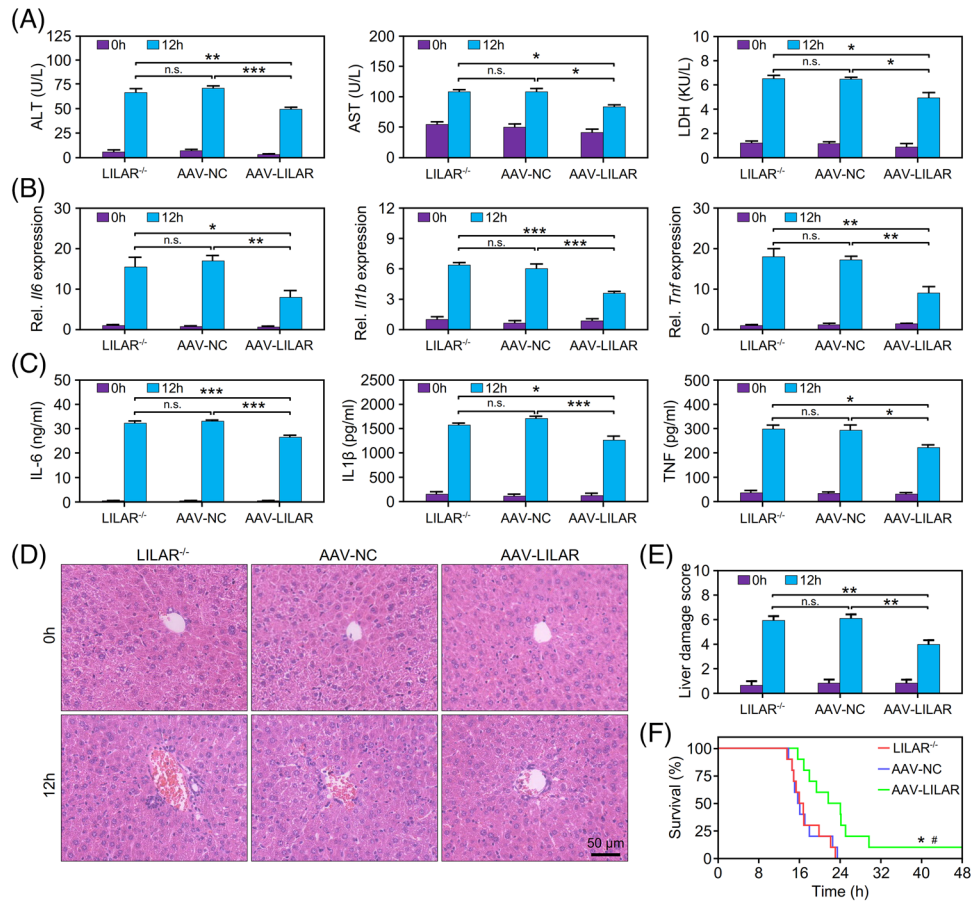 (A)
ALT (U/L)
125
100
75
50
25
0
0h 12h
**
n.s. ***
LILAR-/- AAV-NC AAV-LILAR
AST (U/L)
200
150
100
50
0
0h 12h
*
n.s. *
LILAR-/- AAV-NC AAV-LILAR
LDH (KU/L)
10
8
6
4
2
0
0h 12h
*
n.s. *
LILAR-/- AAV-NC AAV-LILAR
(B)
Rel. Il6 expression
30
20
10
0
0h 12h
*
n.s. **
LILAR-/- AAV-NC AAV-LILAR
Rel. Il1b expression
12
9
6
3
0
0h 12h
***
n.s. ***
LILAR-/- AAV-NC AAV-LILAR
Rel. Tnf expression
30
20
10
0
0h 12h
**
n.s. **
LILAR-/- AAV-NC AAV-LILAR
(C)
IL-6 (ng/ml)
50
40
30
20
10
0
0h 12h
***
n.s. ***
LILAR-/- AAV-NC AAV-LILAR
IL1β (pg/ml)
2500
2000
1500
1000
500
0
0h 12h
*
n.s. ***
LILAR-/- AAV-NC AAV-LILAR
TNF (pg/ml)
500
400
300
200
100
0
0h 12h
*
n.s. *
LILAR-/- AAV-NC AAV-LILAR
(D)
LILAR-/- AAV-NC AAV-LILAR
0h
12h
50 μm
(E)
Liver damage score
10
8
6
4
2
0
0h 12h
**
n.s. **
LILAR-/- AAV-NC AAV-LILAR
(F)
Survival (%)
100
75
50
25
0
LILAR-/-
AAV-NC
AAV-LILAR
* #
0 8 16 24 32 40 48
Time (h)